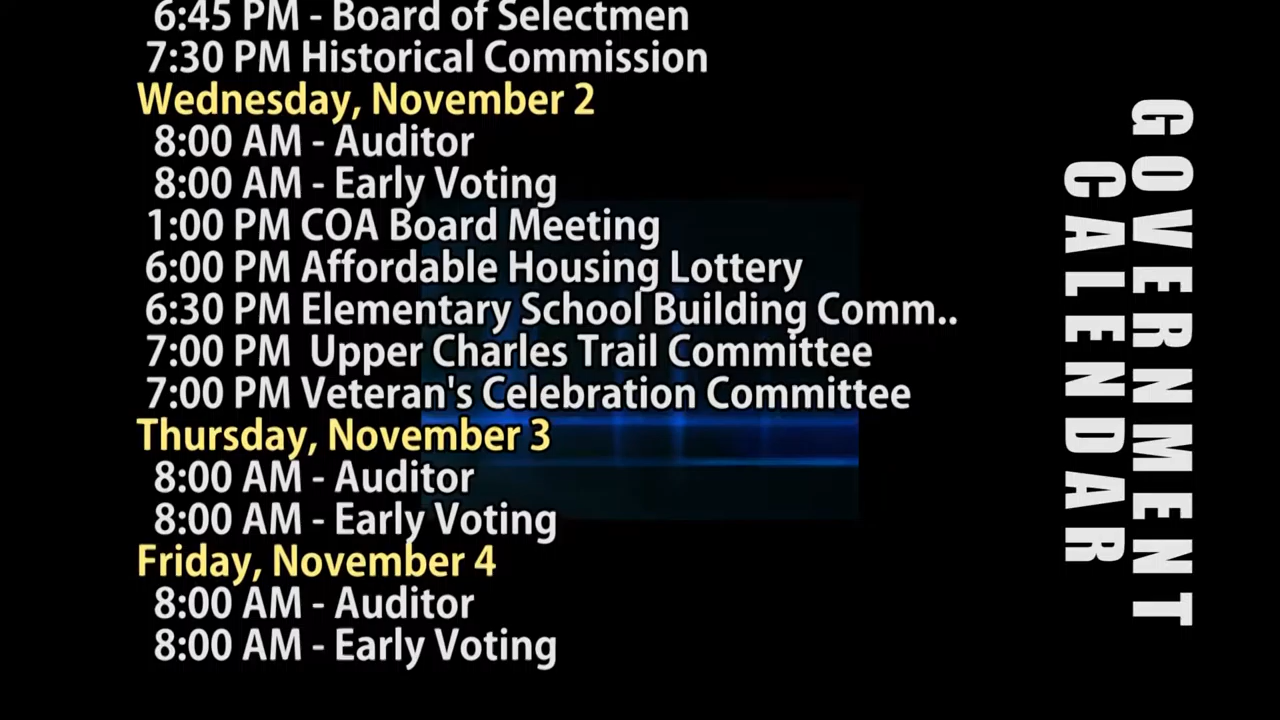 6:45 PM - Board of Selectmen
7:30 PM Historical Commission
Wednesday, November 2
8:00 AM - Auditor
8:00 AM - Early Voting
1:00 PM COA Board Meeting
6:00 PM Affordable Housing Lottery
6:30 PM Elementary School Building Comm..
7:00 PM  Upper Charles Trail Committee
7:00 PM Veteran's Celebration Committee
Thursday, November 3
8:00 AM - Auditor
8:00 AM - Early Voting
Friday, November 4
8:00 AM - Auditor
8:00 AM - Early Voting
GOVERNMENT
CALENDAR